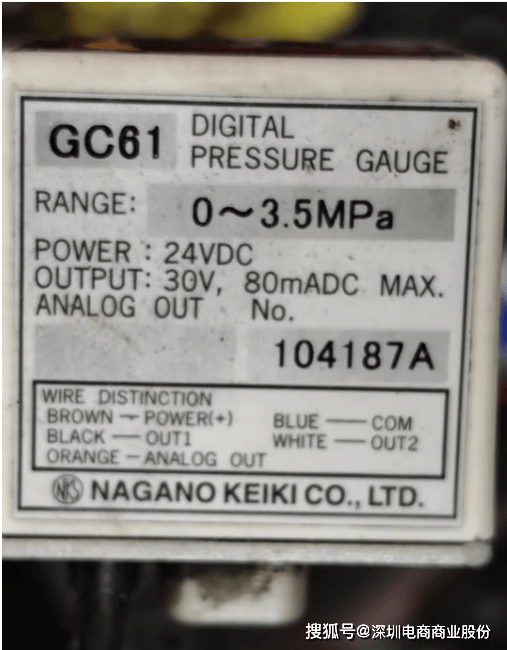 GC61 DIGITAL
PRESSURE GAUGE
RANGE: 0～3.5MPa
POWER : 24VDC
OUTPUT: 30V, 80mADC MAX.
ANALOG OUT No.
104187A
WIRE DISTINCTION
BROWN — POWER(+) BLUE — COM
BLACK — OUT1 WHITE — OUT2
ORANGE — ANALOG OUT
NKS NAGANO KEIKI CO., LTD.
搜狐号@深圳电商商业股份